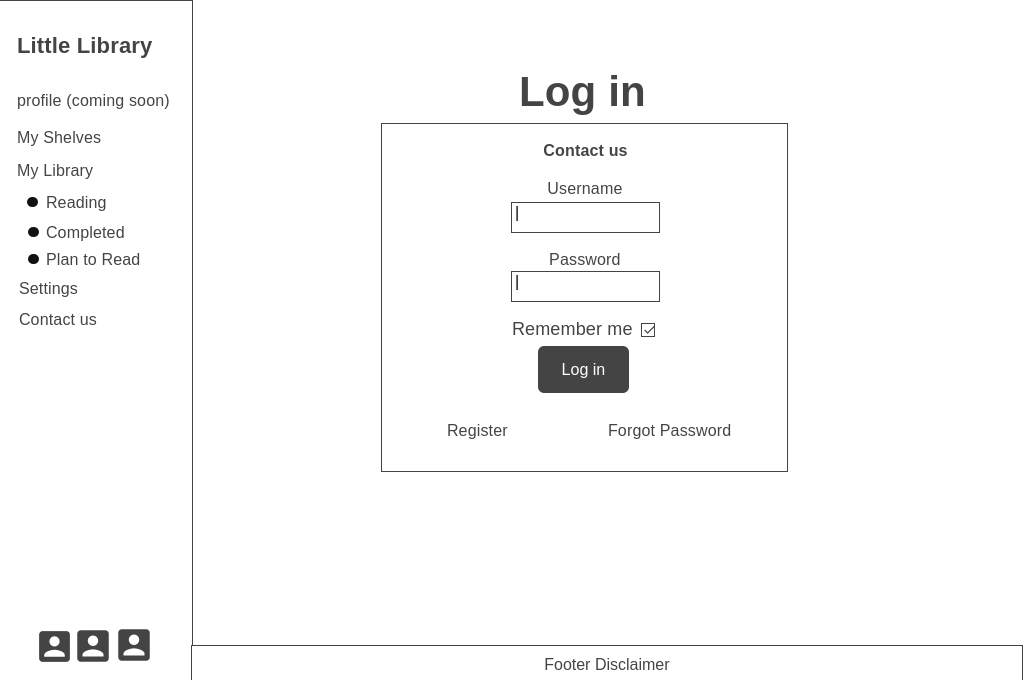 Little Library
profile (coming soon)
My Shelves
My Library
Reading
Completed
Plan to Read
Settings
Contact us
Log in
Contact us
Username
Password
Remember me
Log in
Register
Forgot Password
Footer Disclaimer